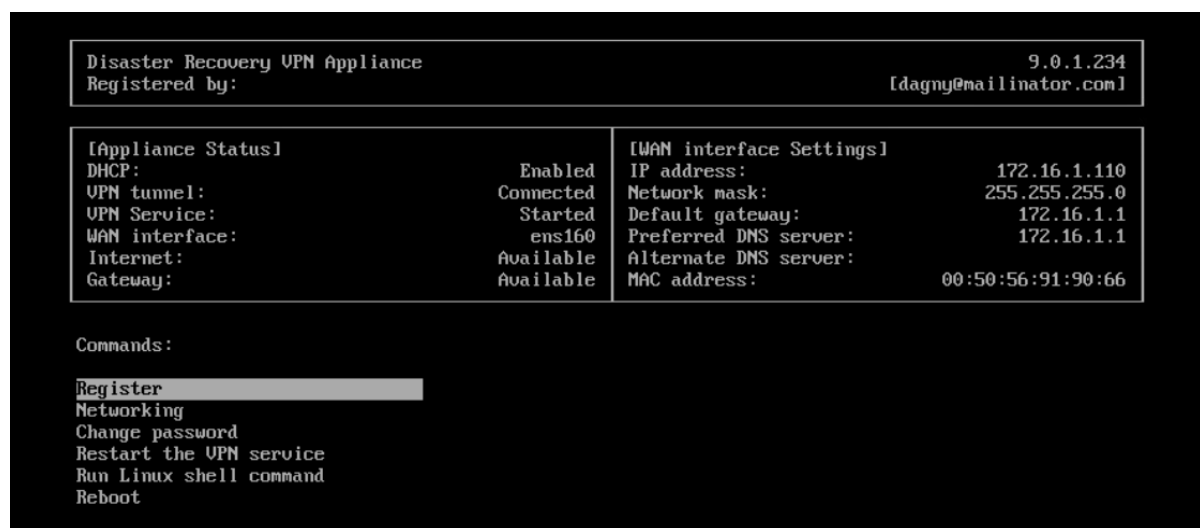 Disaster Recovery VPN Appliance 9.0.1.234
Registered by: [dagny@mailinator.com]
[Appliance Status] [WAN interface Settings]
DHCP: Enabled IP address: 172.16.1.110
VPN tunnel: Connected Network mask: 255.255.255.0
VPN Service: Started Default gateway: 172.16.1.1
WAN interface: ens160 Preferred DNS server: 172.16.1.1
Internet: Available Alternate DNS server:
Gateway: Available MAC address: 00:50:56:91:90:66
Commands:
Register
Networking
Change password
Restart the VPN service
Run Linux shell command
Reboot